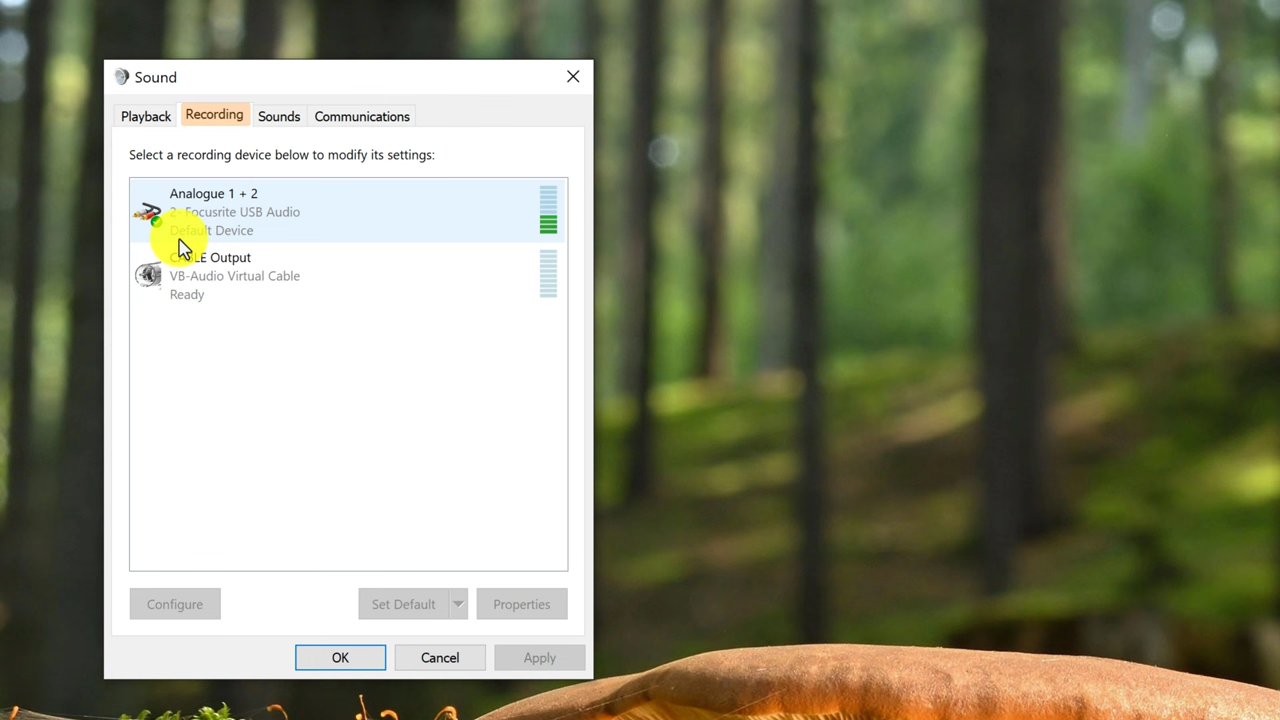 Sound
Playback Recording Sounds Communications
Select a recording device below to modify its settings:
Analogue 1 + 2
2- Focusrite USB Audio
Default Device
Output
VB-Audio Virtual Cable
Ready
Configure Set Default Properties
OK Cancel Apply